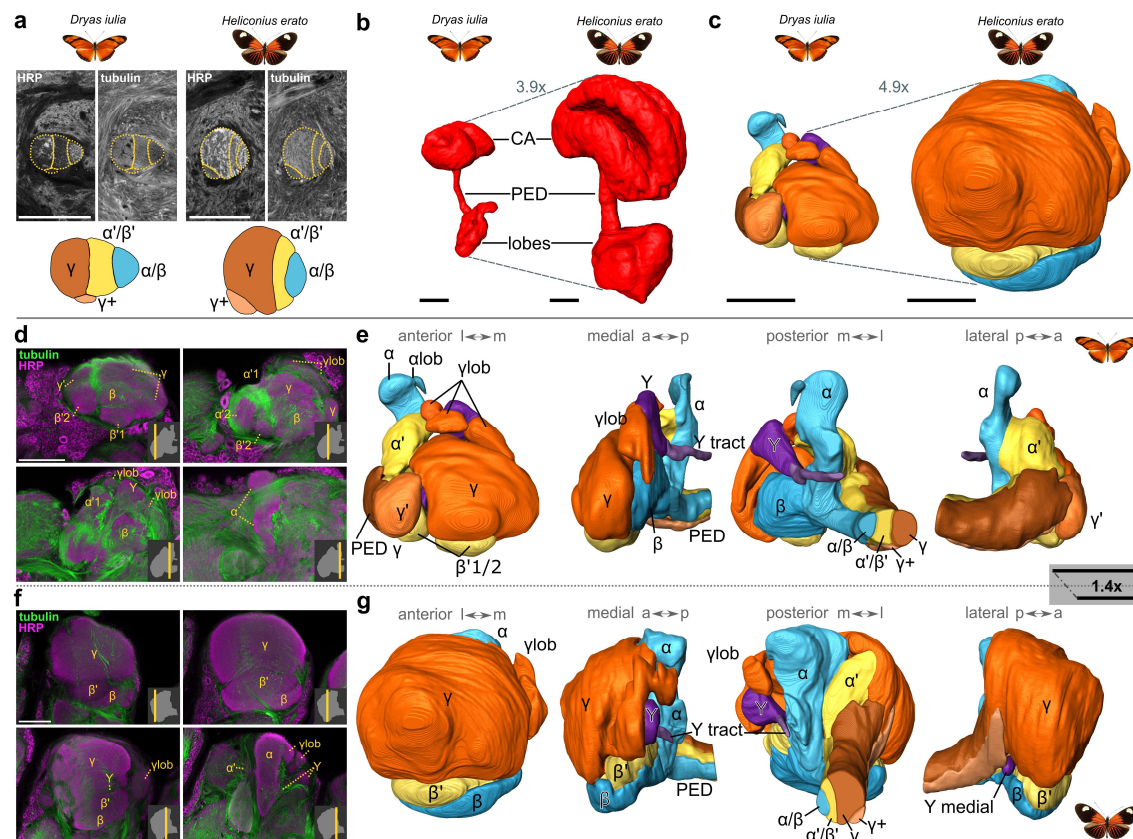 a
Dryas iulia
Heliconius erato
HRP
tubulin
HRP
tubulin
α'/β'
γ
α/β
γ+
α'/β'
γ
α/β
γ+
b
Dryas iulia
Heliconius erato
3.9x
CA
PED
lobes
c
Dryas iulia
Heliconius erato
4.9x
d
tubulin
HRP
γ
γ
β
β'2
β'1
γlob
α'1
γ
α'2
β
γ
β'2
γlob
Y
γlob
α'1
β
α
e
anterior l↔m
medial a↔p
posterior m↔l
lateral p↔a
α
αlob
γlob
α'
γ
γ'
PED
γ
β'1/2
Y
α
γlob
Y tract
γ
β
PED
α
Y
β
α/β
α'/β'
γ+
γ
α'
γ'
1.4x
f
tubulin
HRP
γ
β'
β
γ
β'
β
γ
γlob
Y
β'
β
γlob
α
α'
Y
g
anterior l↔m
medial a↔p
posterior m↔l
lateral p↔a
α
γlob
γ
β'
β
γ
Y
α
Y tract
β'
β
PED
γlob
α
α'
Y
α/β
α'/β'
γ
γ+
γ
Y medial
β
β'